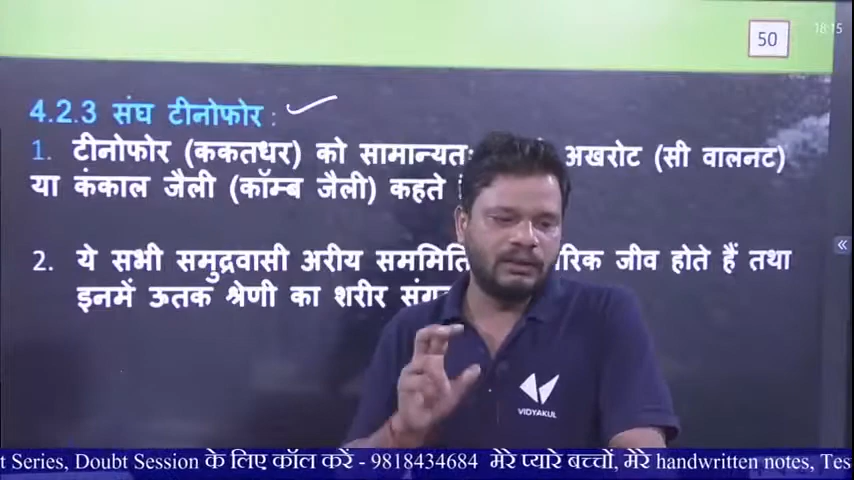 50
18:15
4.2.3 संघ टीनोफोर :
1. टीनोफोर (ककतधर) को सामान्यतः अखरोट (सी वालनट)
या कंकाल जैली (कॉम्ब जैली) कहते
2. ये सभी समुद्रवासी अरीय सममिति जीव होते हैं तथा
इनमें ऊतक श्रेणी का शरीर
VIDYAKUL
t Series, Doubt Session के लिए कॉल करें - 9818434684 मेरे प्यारे बच्चों, मेरे handwritten notes, Tes